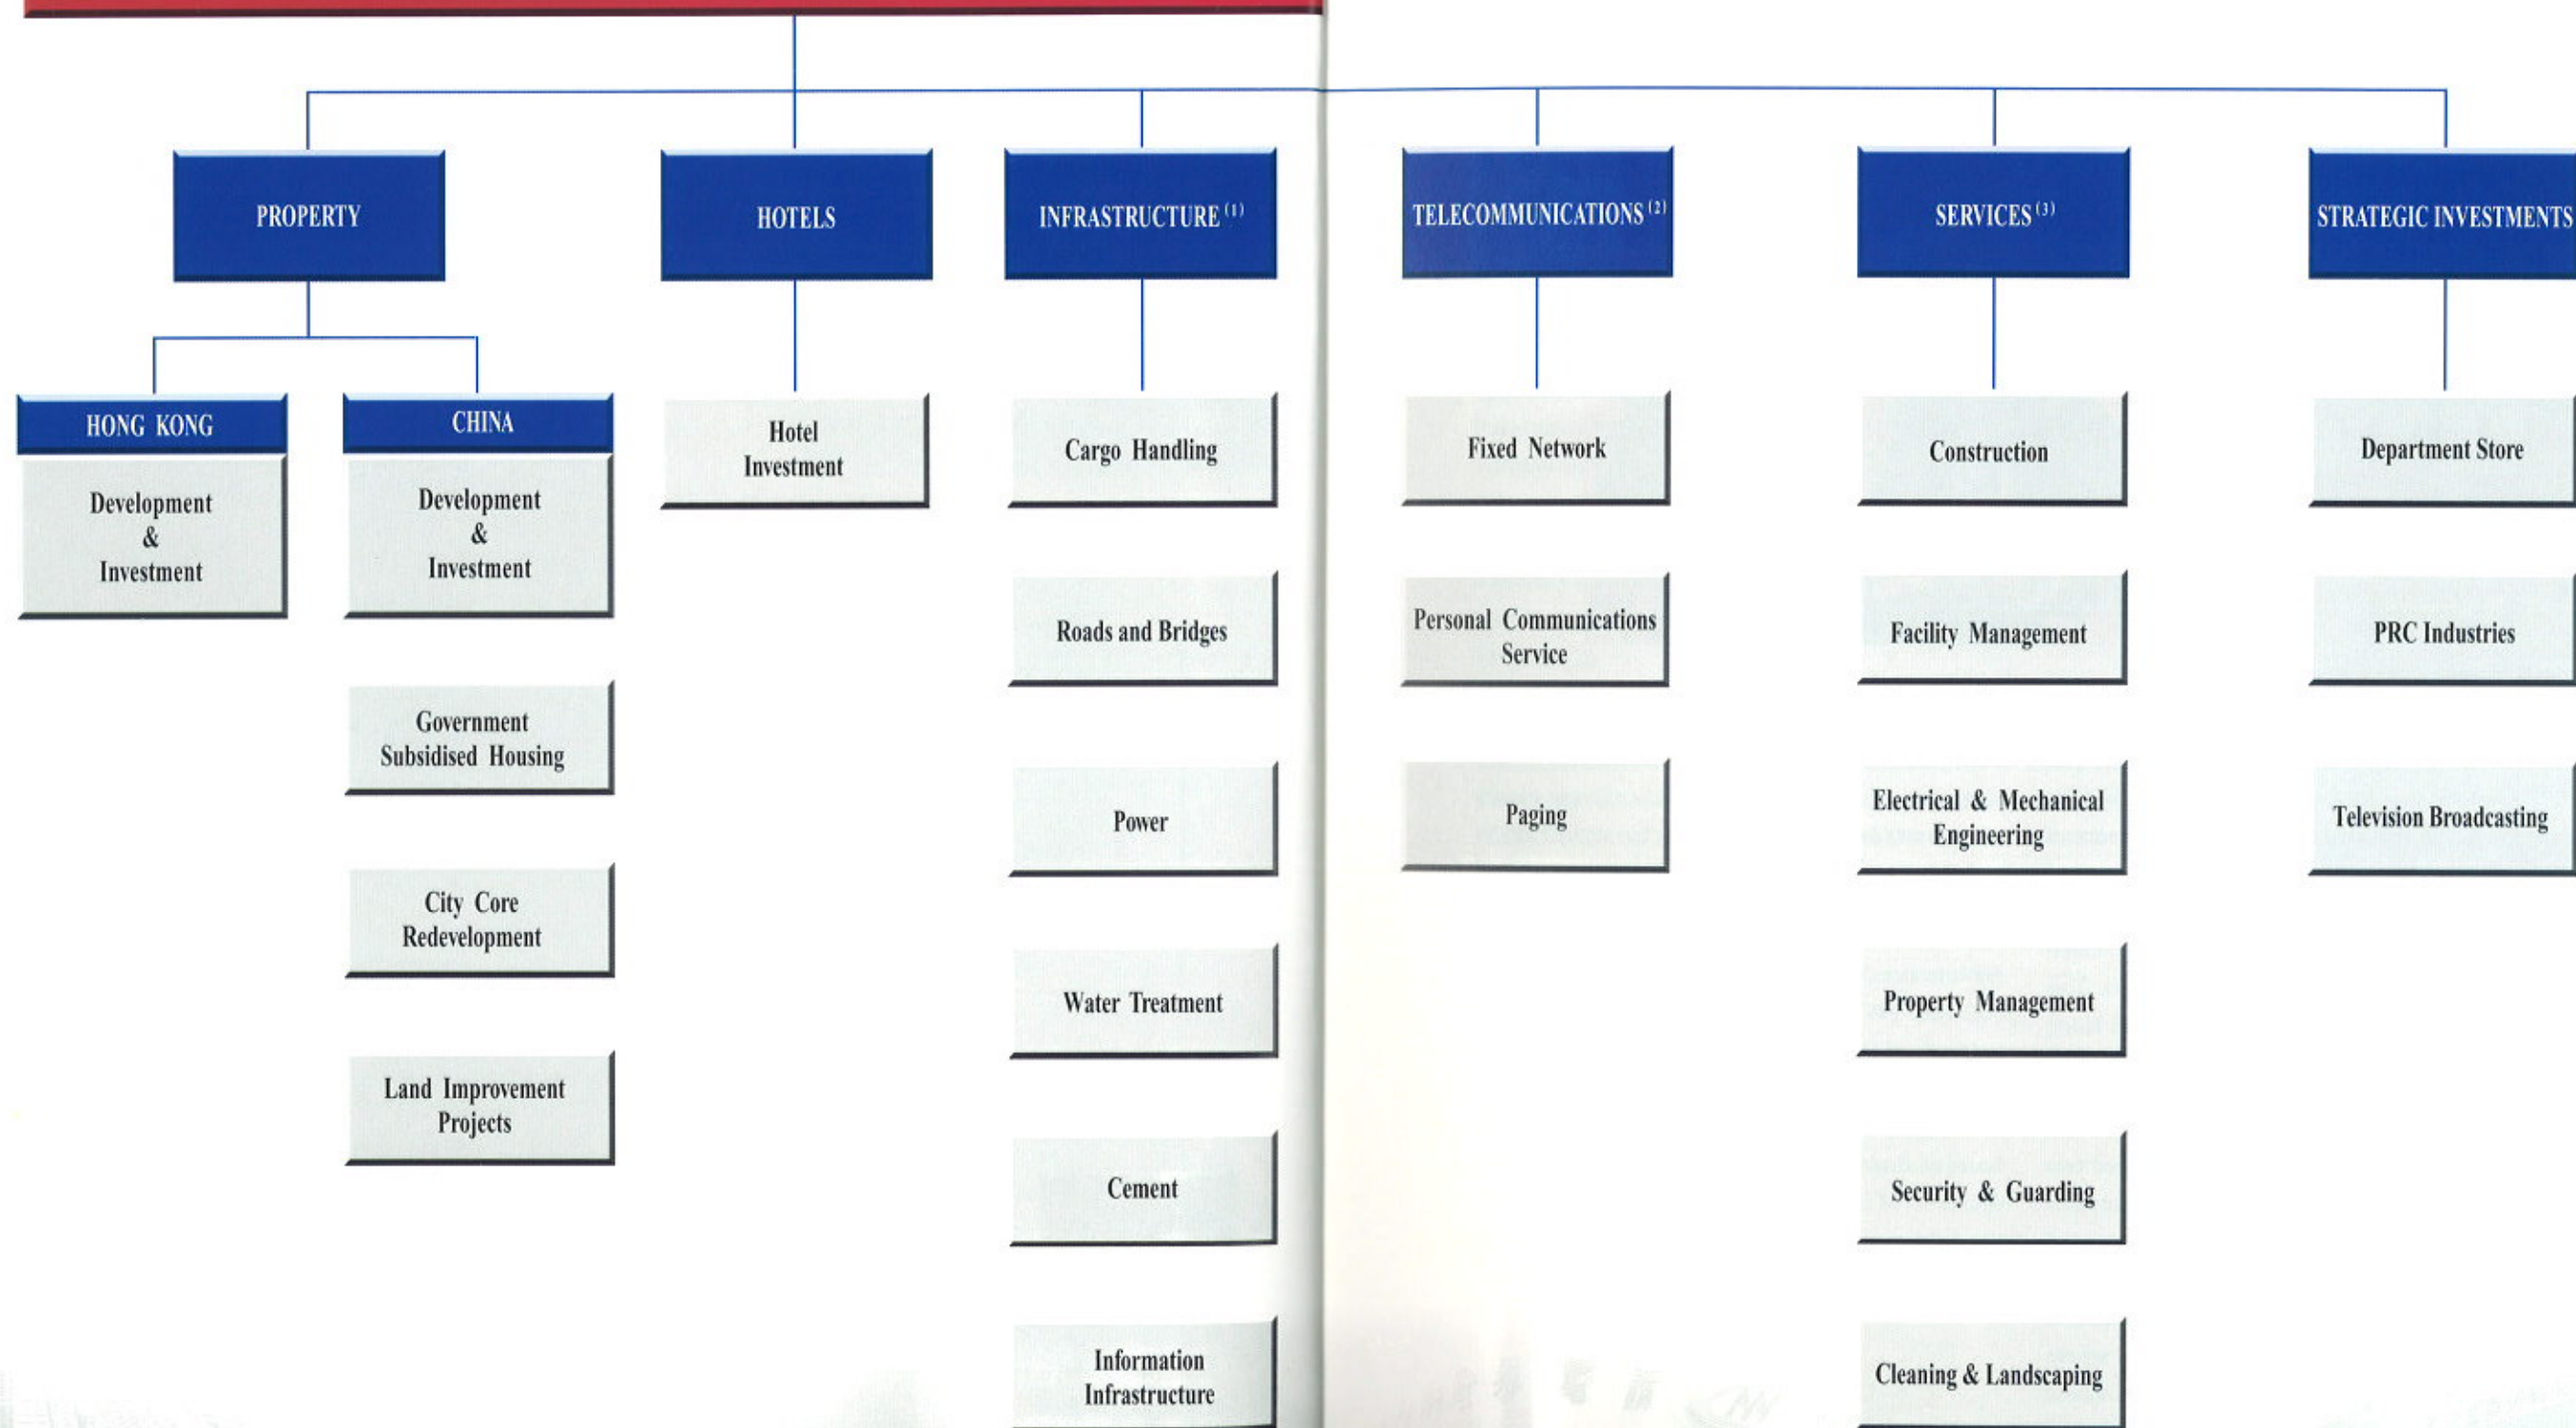 PROPERTY
HOTELS
INFRASTRUCTURE (1)
TELECOMMUNICATIONS (2)
SERVICES (3)
STRATEGIC INVESTMENTS
HONG KONG
Development
&
Investment
CHINA
Development
&
Investment
Government
Subsidised Housing
City Core
Redevelopment
Land Improvement
Projects
Hotel
Investment
Cargo Handling
Roads and Bridges
Power
Water Treatment
Cement
Information
Infrastructure
Fixed Network
Personal Communications
Service
Paging
Construction
Facility Management
Electrical & Mechanical
Engineering
Property Management
Security & Guarding
Cleaning & Landscaping
Department Store
PRC Industries
Television Broadcasting